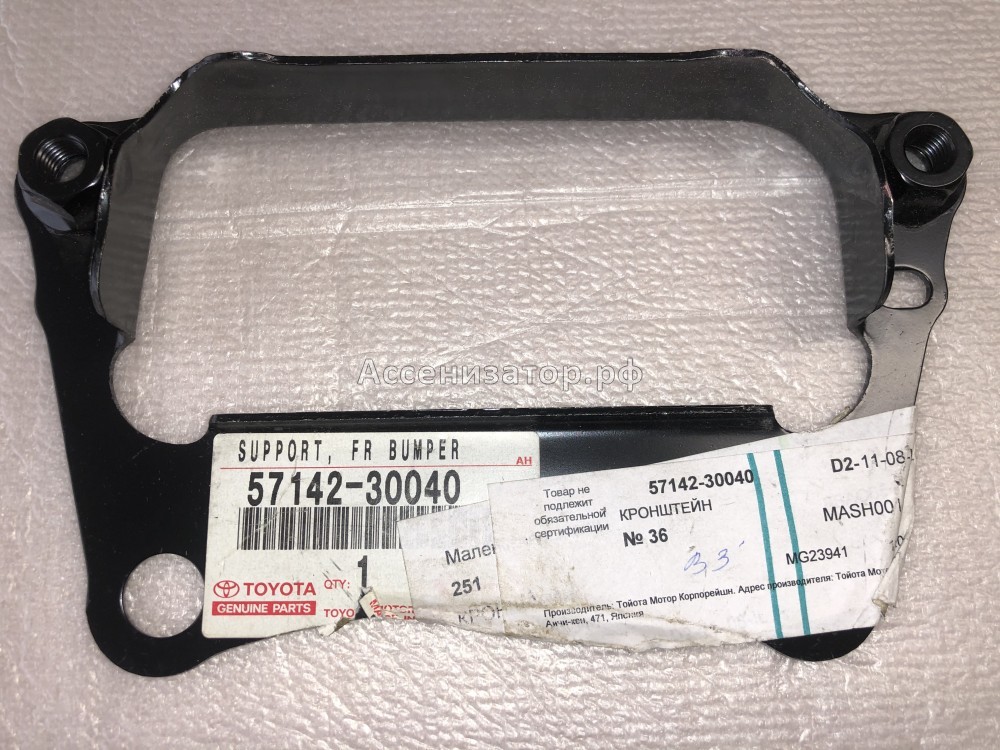 Ассенизатор.рф
SUPPORT, FR BUMPER
AH
57142-30040
QTY: 1
TOYOTA
GENUINE PARTS
TOYO
MOTOR
251
Товар не
подлежит
обязательной
сертификации
57142-30040
КРОНШТЕЙН
№ 36
D2-11-08-
MASH00
MG23941
Производитель: Тойота Мотор Корпорейшн. Адрес производителя: Тойота
Аичи-кен, 471, Япония